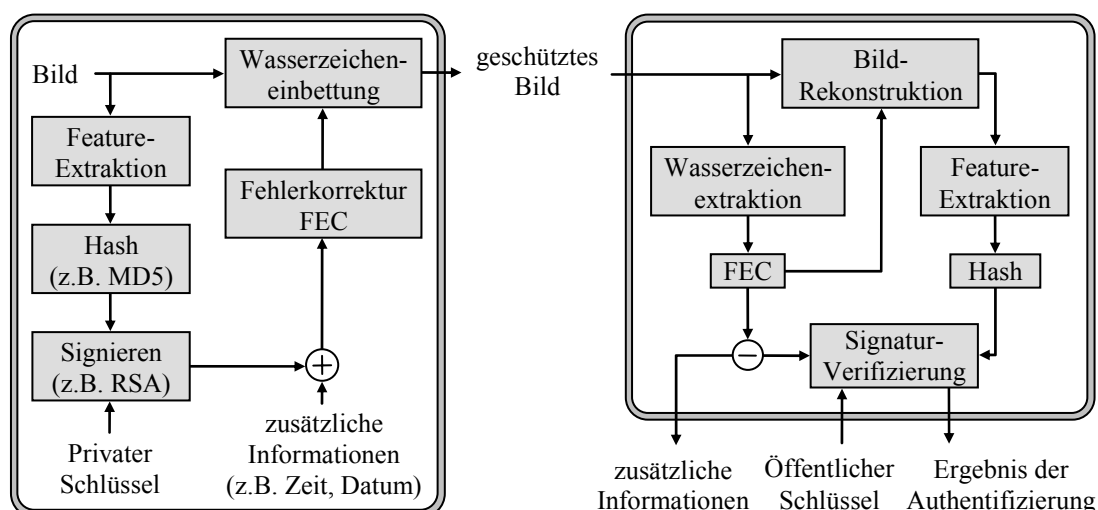 Bild
Wasserzeichen-
einbettung
Feature-
Extraktion
Fehlerkorrektur
FEC
Hash
(z.B. MD5)
Signieren
(z.B. RSA)
+
Privater
Schlüssel
zusätzliche
Informationen
(z.B. Zeit, Datum)
geschütztes
Bild
Bild-
Rekonstruktion
Wasserzeichen-
extraktion
Feature-
Extraktion
FEC
Hash
−
Signatur-
Verifizierung
zusätzliche
Informationen
Öffentlicher
Schlüssel
Ergebnis der
Authentifizierung